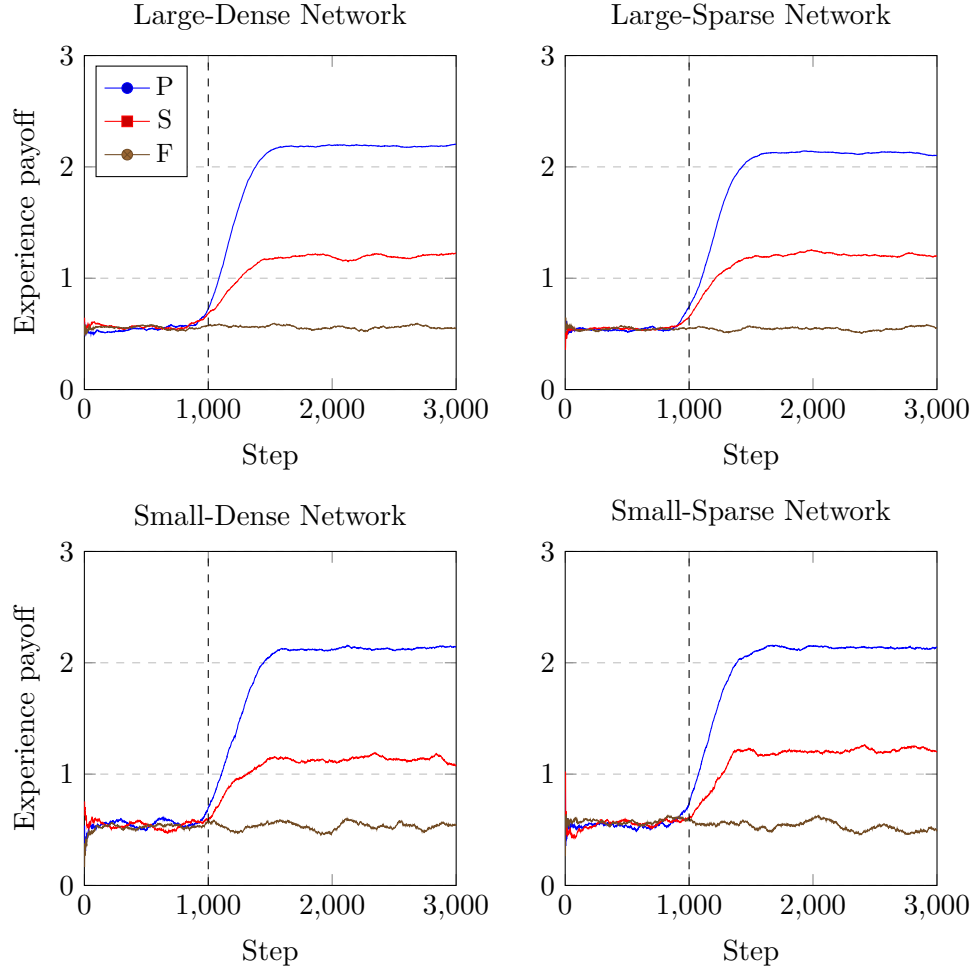 Large-Dense Network
Experience payoff
3
2
1
0
P
S
F
0
1,000
2,000
3,000
Step
Large-Sparse Network
3
2
1
0
0
1,000
2,000
3,000
Step
Small-Dense Network
Experience payoff
3
2
1
0
0
1,000
2,000
3,000
Step
Small-Sparse Network
3
2
1
0
0
1,000
2,000
3,000
Step